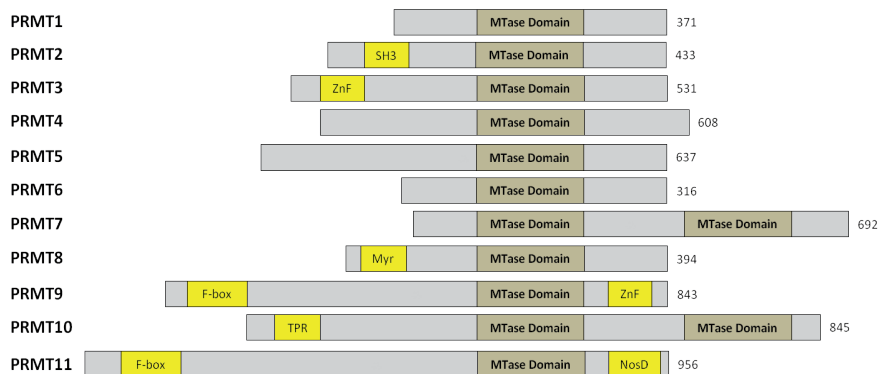 PRMT1 MTase Domain 371
PRMT2 SH3 MTase Domain 433
PRMT3 ZnF MTase Domain 531
PRMT4 MTase Domain 608
PRMT5 MTase Domain 637
PRMT6 MTase Domain 316
PRMT7 MTase Domain MTase Domain 692
PRMT8 Myr MTase Domain 394
PRMT9 F-box MTase Domain ZnF 843
PRMT10 TPR MTase Domain MTase Domain 845
PRMT11 F-box MTase Domain NosD 956